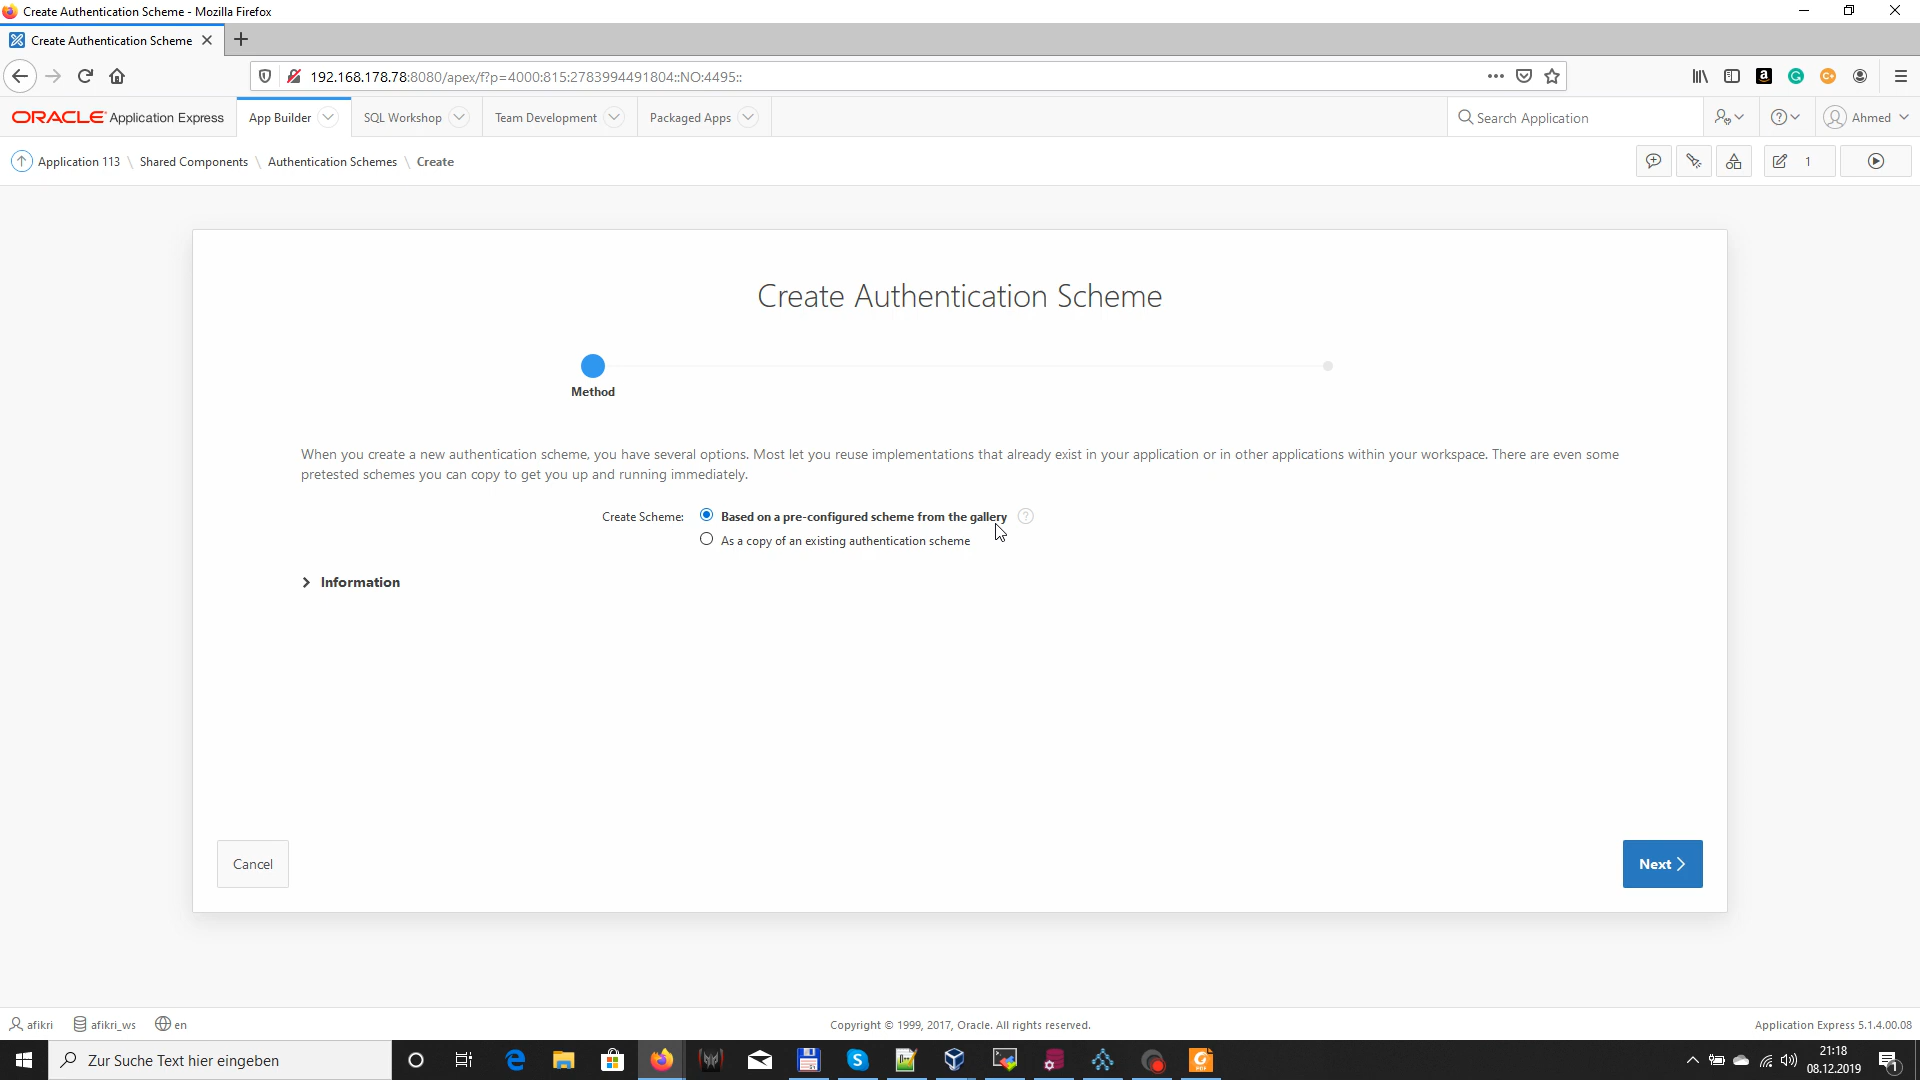 Create Authentication Scheme - Mozilla Firefox
Create Authentication Scheme
192.168.178.78:8080/apex/f?p=4000:815:2783994491804::NO:4495::
ORACLE Application Express
App Builder
SQL Workshop
Team Development
Packaged Apps
Search Application
Ahmed
Application 113 \ Shared Components \ Authentication Schemes \ Create
1
Create Authentication Scheme
Method
When you create a new authentication scheme, you have several options. Most let you reuse implementations that already exist in your application or in other applications within your workspace. There are even some
pretested schemes you can copy to get you up and running immediately.
Create Scheme: Based on a pre-configured scheme from the gallery ?
As a copy of an existing authentication scheme
Information
Cancel
Next
afikri
afikri_ws
en
Copyright © 1999, 2017, Oracle. All rights reserved.
Application Express 5.1.4.00.08
Zur Suche Text hier eingeben
21:18
08.12.2019
1